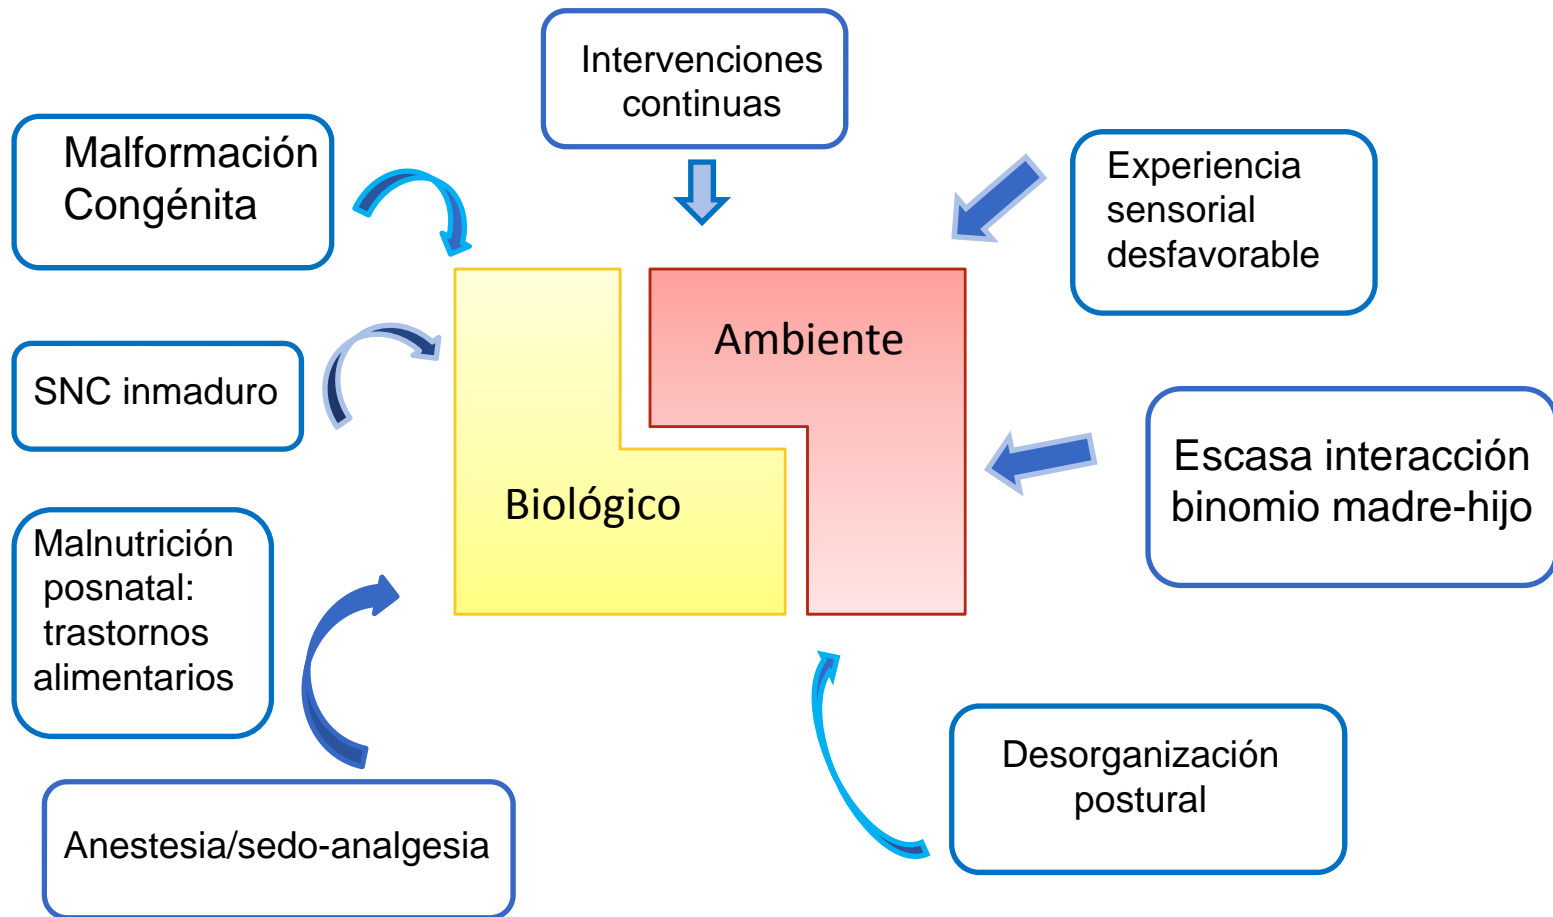 Intervenciones
continuas
Malformación
Congénita
Experiencia
sensorial
desfavorable
Ambiente
SNC inmaduro
Escasa interacción
binomio madre-hijo
Biológico
Malnutrición
posnatal:
trastornos
alimentarios
Desorganización
postural
Anestesia/sedo-analgesia